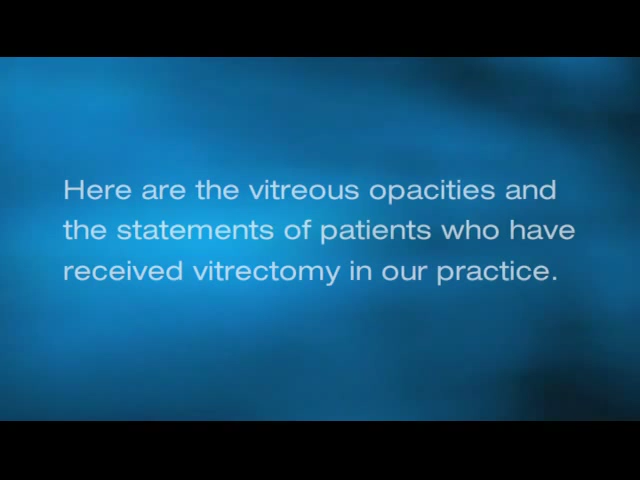 Here are the vitreous opacities and
the statements of patients who have
received vitrectomy in our practice.